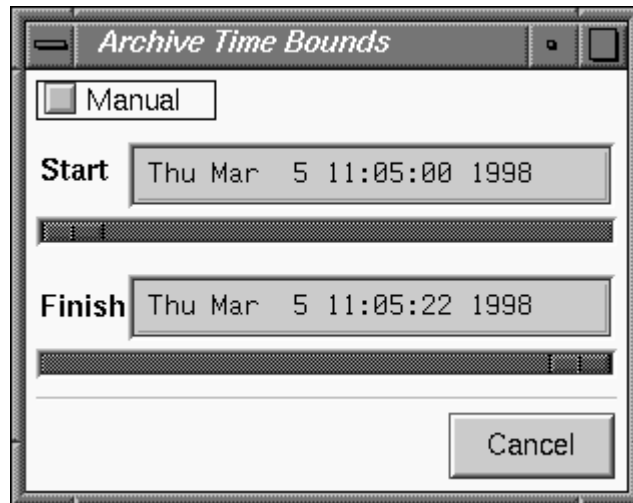 Archive Time Bounds
Manual
Start Thu Mar  5 11:05:00 1998
Finish Thu Mar  5 11:05:22 1998
Cancel